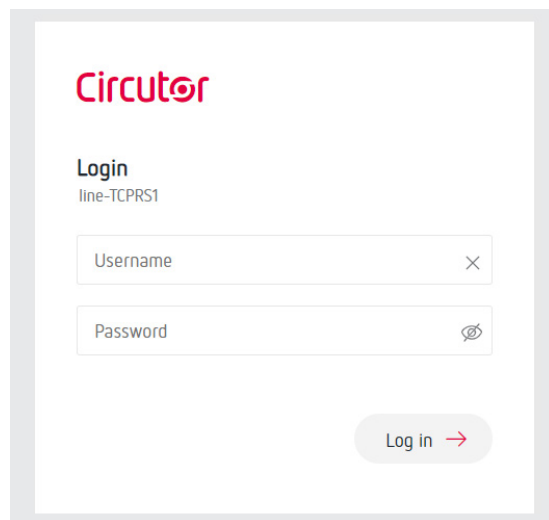 Circutor
Login
line-TCPRS1
Username
Password
Log in